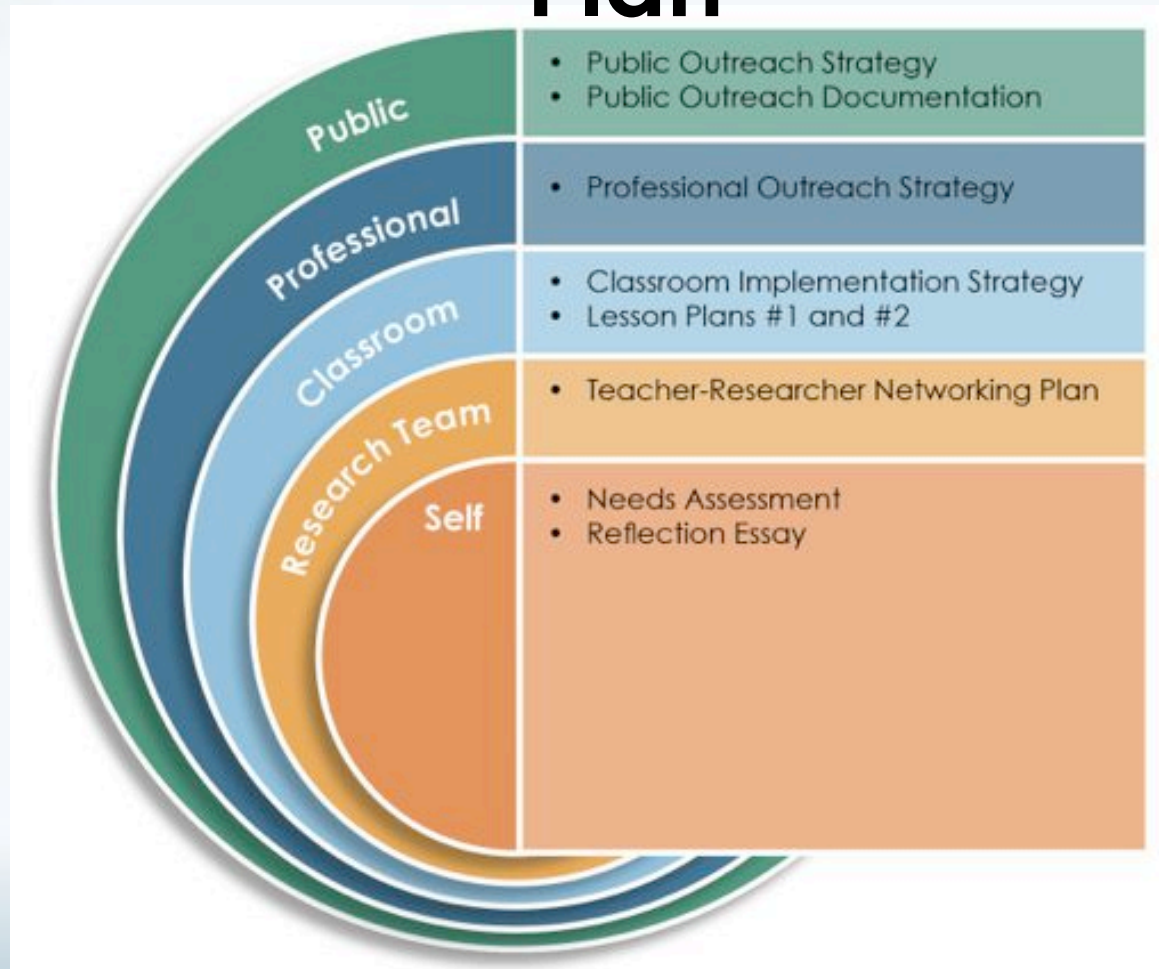 Plan
Public
• Public Outreach Strategy
• Public Outreach Documentation
Professional
• Professional Outreach Strategy
Classroom
• Classroom Implementation Strategy
• Lesson Plans #1 and #2
Research Team
• Teacher-Researcher Networking Plan
Self
• Needs Assessment
• Reflection Essay